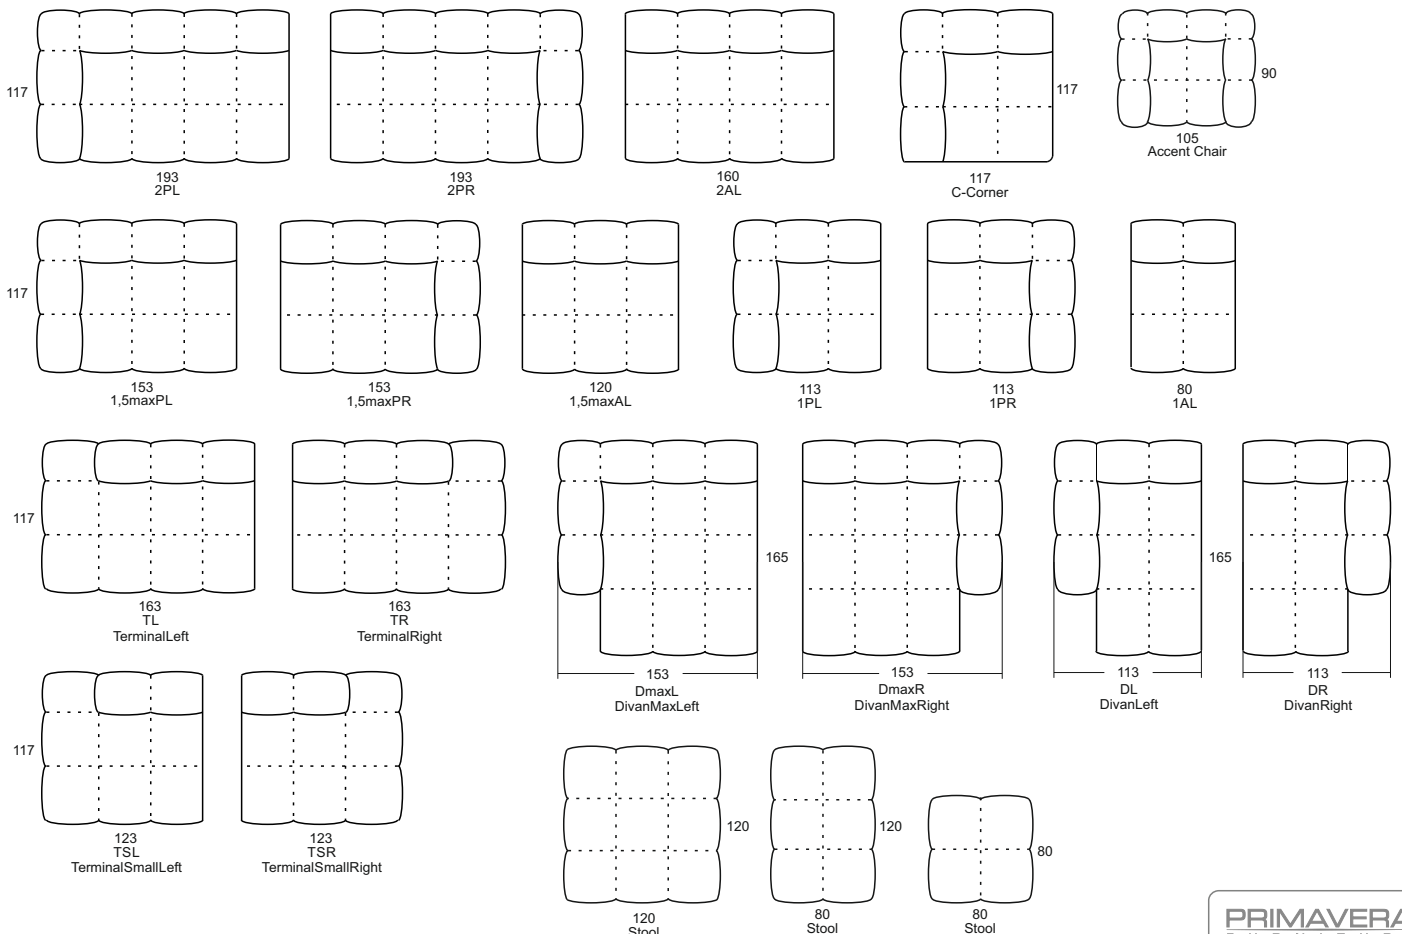 117
193
2PL
193
2PR
160
2AL
117
117
C-Corner
90
105
Accent Chair
117
153
1,5maxPL
153
1,5maxPR
120
1,5maxAL
113
1PL
113
1PR
80
1AL
117
163
TL
TerminalLeft
163
TR
TerminalRight
153
DmaxL
DivanMaxLeft
165
153
DmaxR
DivanMaxRight
113
DL
DivanLeft
165
113
DR
DivanRight
117
123
TSL
TerminalSmallLeft
123
TSR
TerminalSmallRight
120
120
Stool
120
80
Stool
80
80
Stool
PRIMAVERA